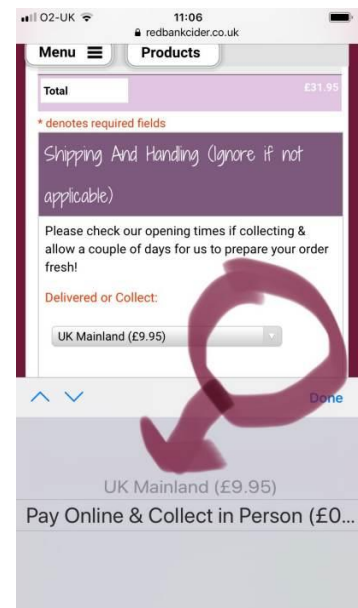 O2-UK 11:06
redbankcider.co.uk
Menu Products
Total £31.95
* denotes required fields
Shipping And Handling (Ignore if not
applicable)
Please check our opening times if collecting &
allow a couple of days for us to prepare your order
fresh!
Delivered or Collect:
UK Mainland (£9.95)
Done
UK Mainland (£9.95)
Pay Online & Collect in Person (£0...